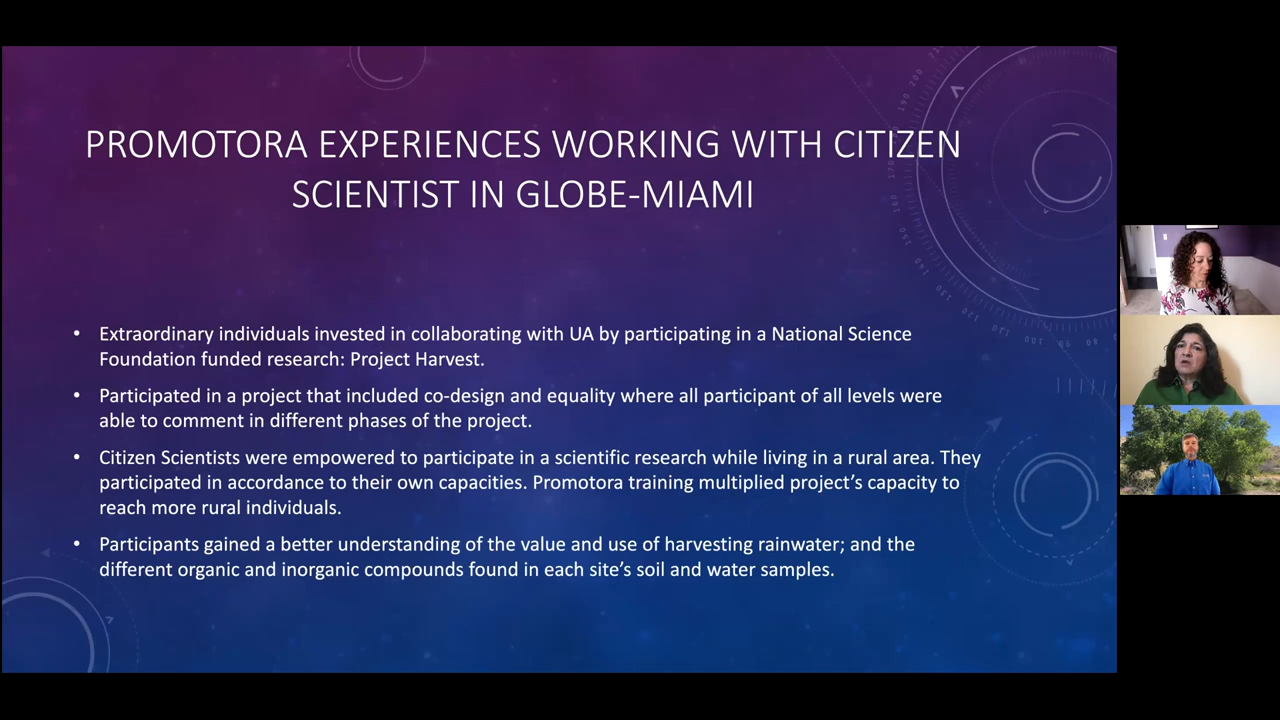 PROMOTORA EXPERIENCES WORKING WITH CITIZEN
SCIENTIST IN GLOBE-MIAMI
• Extraordinary individuals invested in collaborating with UA by participating in a National Science
Foundation funded research: Project Harvest.
• Participated in a project that included co-design and equality where all participant of all levels were
able to comment in different phases of the project.
• Citizen Scientists were empowered to participate in a scientific research while living in a rural area. They
participated in accordance to their own capacities. Promotora training multiplied project's capacity to
reach more rural individuals.
• Participants gained a better understanding of the value and use of harvesting rainwater; and the
different organic and inorganic compounds found in each site's soil and water samples.